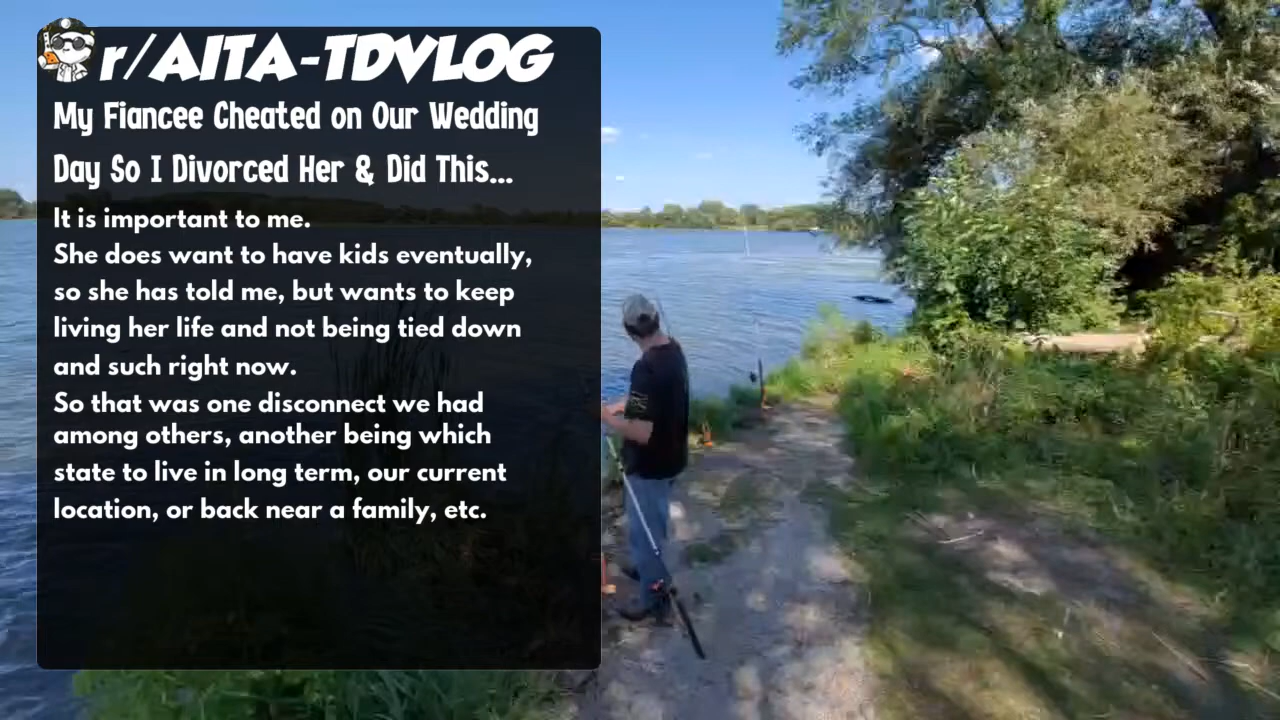 r/AITA-TDVLOG
My Fiancee Cheated on Our Wedding
Day So I Divorced Her & Did This...
It is important to me.
She does want to have kids eventually,
so she has told me, but wants to keep
living her life and not being tied down
and such right now.
So that was one disconnect we had
among others, another being which
state to live in long term, our current
location, or back near a family, etc.